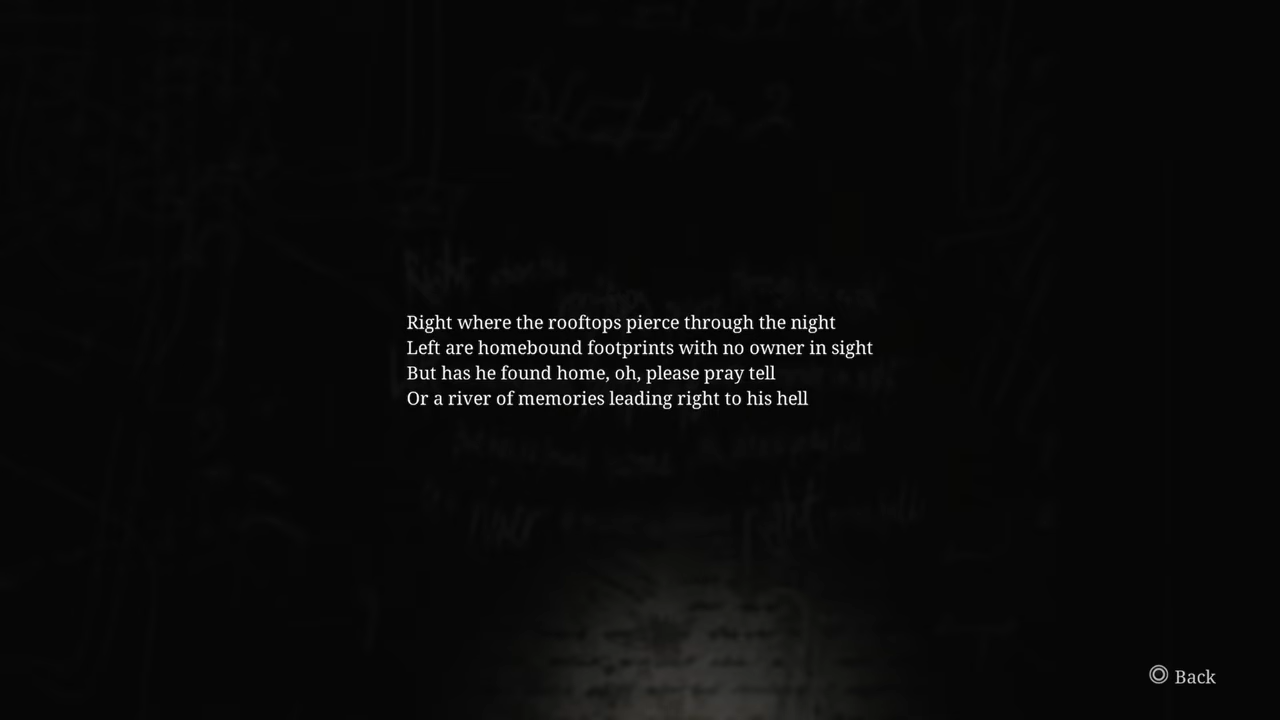 Right where the rooftops pierce through the night
Left are homebound footprints with no owner in sight
But has he found home, oh, please pray tell
Or a river of memories leading right to his hell
Back